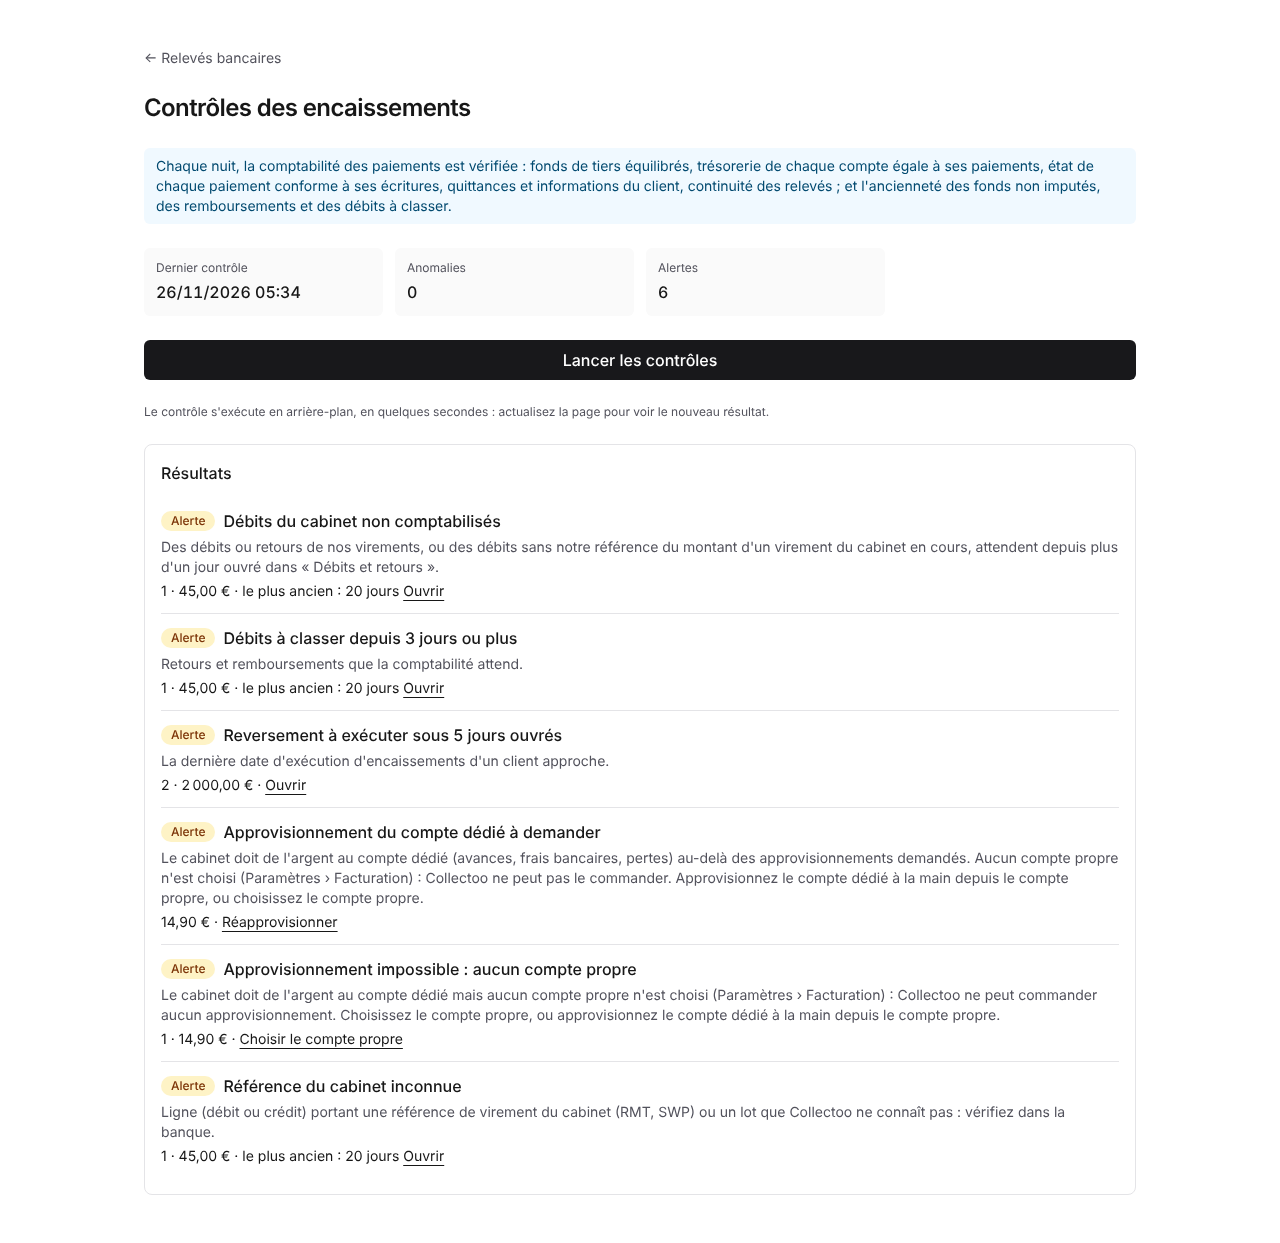 ← Relevés bancaires
Contrôles des encaissements
Chaque nuit, la comptabilité des paiements est vérifiée : fonds de tiers équilibrés, trésorerie de chaque compte égale à ses paiements, état de
chaque paiement conforme à ses écritures, quittances et informations du client, continuité des relevés ; et l'ancienneté des fonds non imputés,
des remboursements et des débits à classer.
Dernier contrôle
26/11/2026 05:34
Anomalies
0
Alertes
6
Lancer les contrôles
Le contrôle s'exécute en arrière-plan, en quelques secondes : actualisez la page pour voir le nouveau résultat.
Résultats
Alerte Débits du cabinet non comptabilisés
Des débits ou retours de nos virements, ou des débits sans notre référence du montant d'un virement du cabinet en cours, attendent depuis plus
d'un jour ouvré dans « Débits et retours ».
1 · 45,00 € · le plus ancien : 20 jours Ouvrir
Alerte Débits à classer depuis 3 jours ou plus
Retours et remboursements que la comptabilité attend.
1 · 45,00 € · le plus ancien : 20 jours Ouvrir
Alerte Reversement à exécuter sous 5 jours ouvrés
La dernière date d'exécution d'encaissements d'un client approche.
2 · 2 000,00 € · Ouvrir
Alerte Approvisionnement du compte dédié à demander
Le cabinet doit de l'argent au compte dédié (avances, frais bancaires, pertes) au-delà des approvisionnements demandés. Aucun compte propre
n'est choisi (Paramètres › Facturation) : Collectoo ne peut pas le commander. Approvisionnez le compte dédié à la main depuis le compte
propre, ou choisissez le compte propre.
14,90 € · Réapprovisionner
Alerte Approvisionnement impossible : aucun compte propre
Le cabinet doit de l'argent au compte dédié mais aucun compte propre n'est choisi (Paramètres › Facturation) : Collectoo ne peut commander
aucun approvisionnement. Choisissez le compte propre, ou approvisionnez le compte dédié à la main depuis le compte propre.
1 · 14,90 € · Choisir le compte propre
Alerte Référence du cabinet inconnue
Ligne (débit ou crédit) portant une référence de virement du cabinet (RMT, SWP) ou un lot que Collectoo ne connaît pas : vérifiez dans la
banque.
1 · 45,00 € · le plus ancien : 20 jours Ouvrir